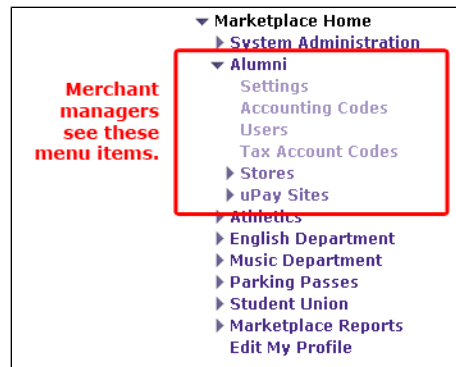 Marketplace Home
System Administration
Alumni
Settings
Accounting Codes
Users
Tax Account Codes
Stores
uPay Sites
Merchant
managers
see these
menu items.
Athletics
English Department
Music Department
Parking Passes
Student Union
Marketplace Reports
Edit My Profile